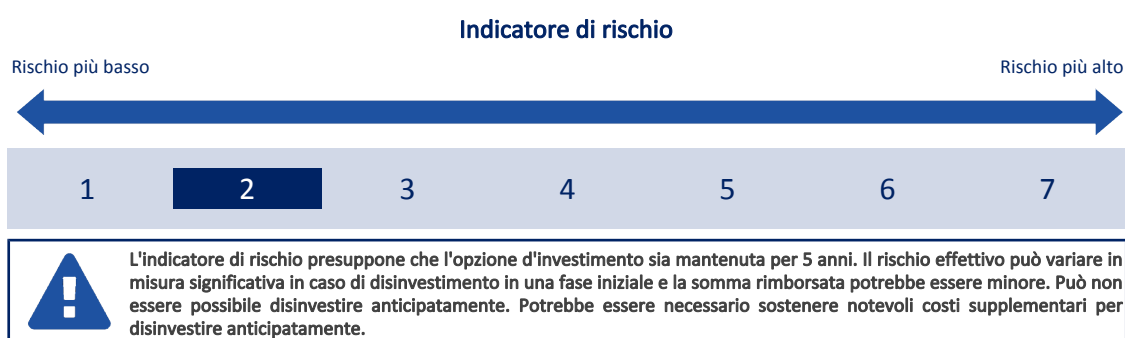 Indicatore di rischio
Rischio più basso
Rischio più alto
1 2 3 4 5 6 7
L'indicatore di rischio presuppone che l'opzione d'investimento sia mantenuta per 5 anni. Il rischio effettivo può variare in
misura significativa in caso di disinvestimento in una fase iniziale e la somma rimborsata potrebbe essere minore. Può non
essere possibile disinvestire anticipatamente. Potrebbe essere necessario sostenere notevoli costi supplementari per
disinvestire anticipatamente.